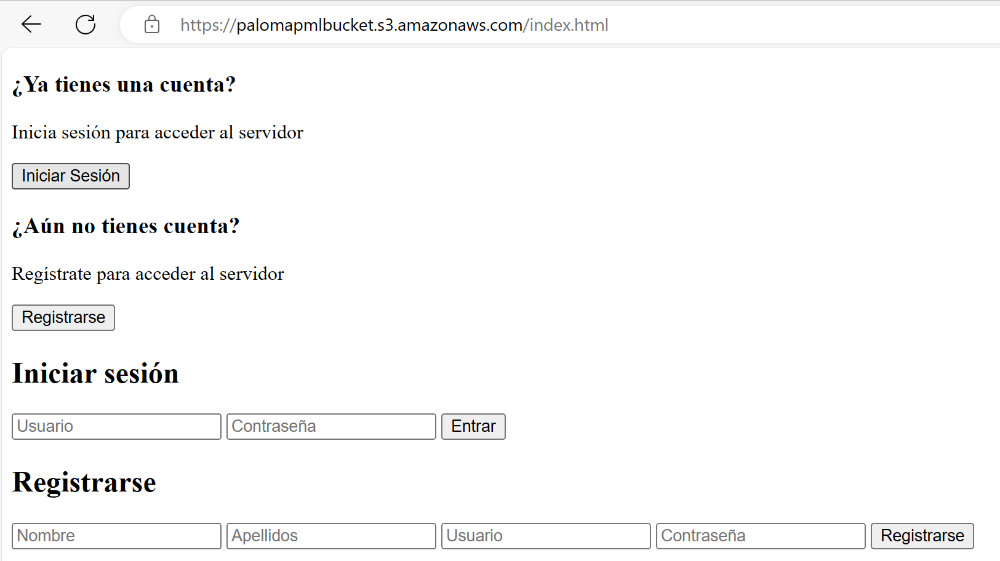 https://palomapmlbucket.s3.amazonaws.com/index.html
¿Ya tienes una cuenta?
Inicia sesión para acceder al servidor
Iniciar Sesión
¿Aún no tienes cuenta?
Regístrate para acceder al servidor
Registrarse
Iniciar sesión
Usuario Contraseña Entrar
Registrarse
Nombre Apellidos Usuario Contraseña Registrarse